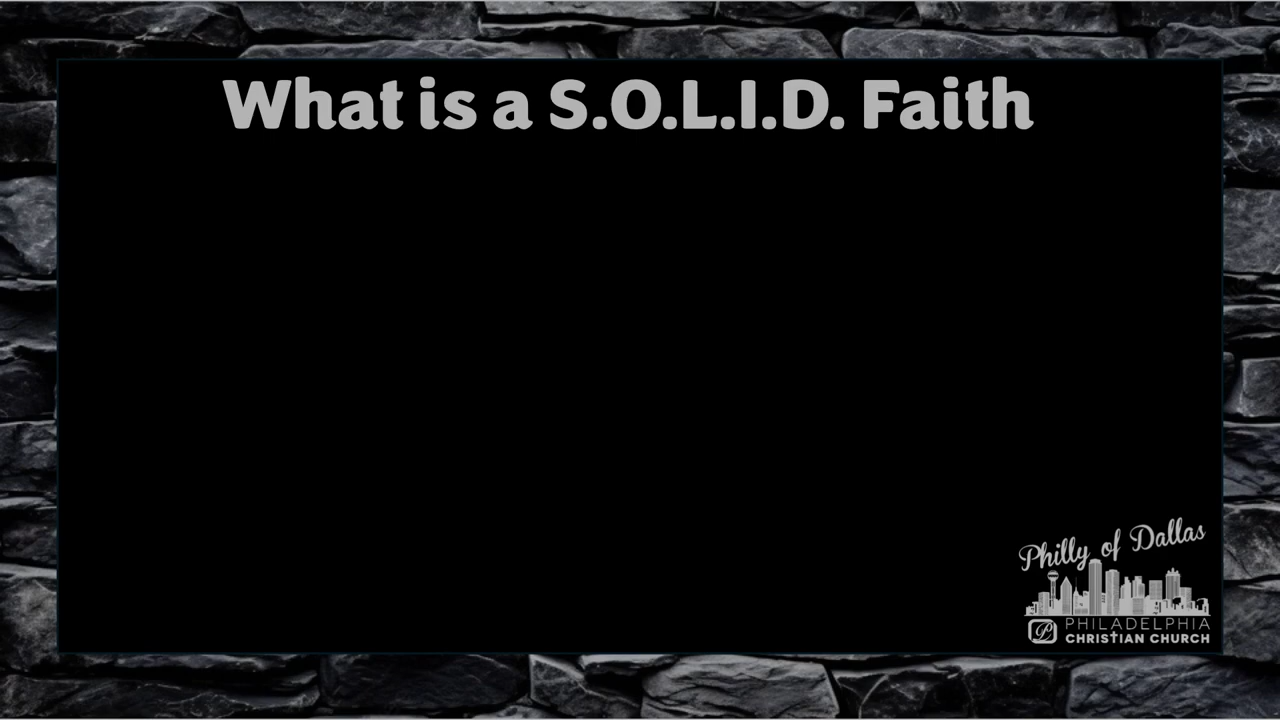 What is a S.O.L.I.D. Faith
Philly of Dallas
PHILADELPHIA
CHRISTIAN CHURCH